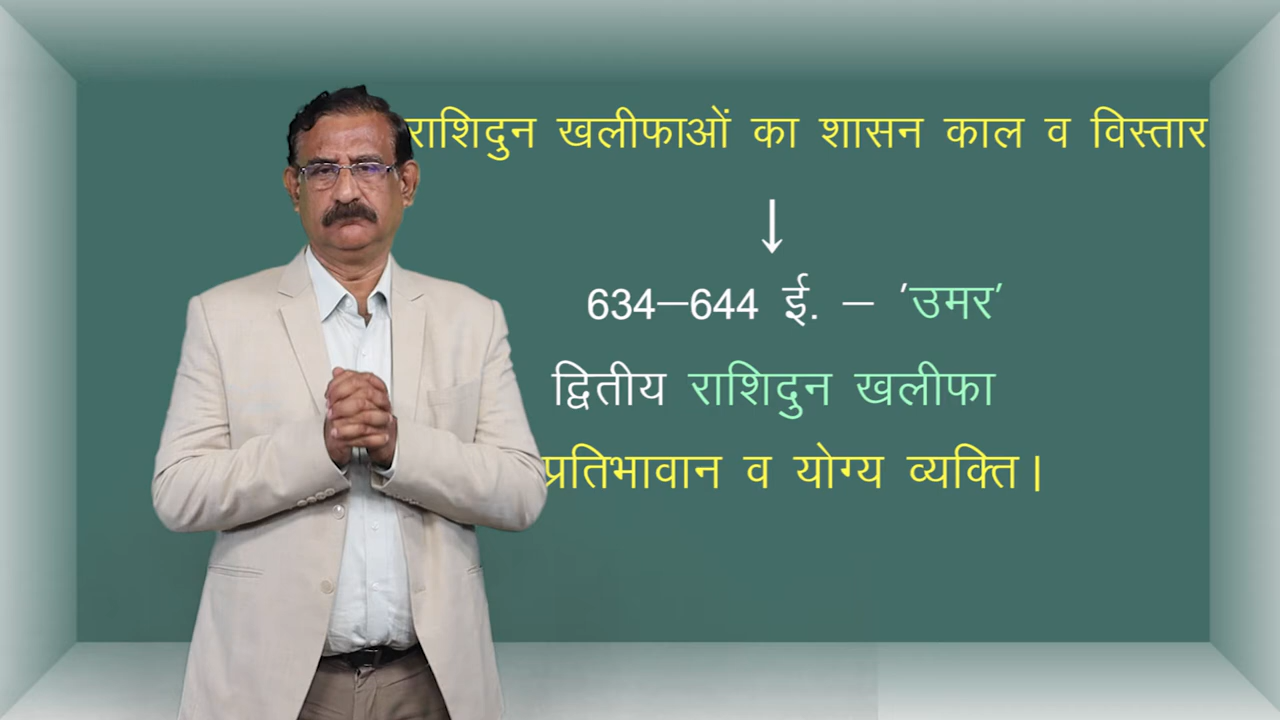 राशिदुन खलीफाओं का शासन काल व विस्तार
↓
634–644 ई. – 'उमर'
द्वितीय राशिदुन खलीफा
प्रतिभावान व योग्य व्यक्ति।